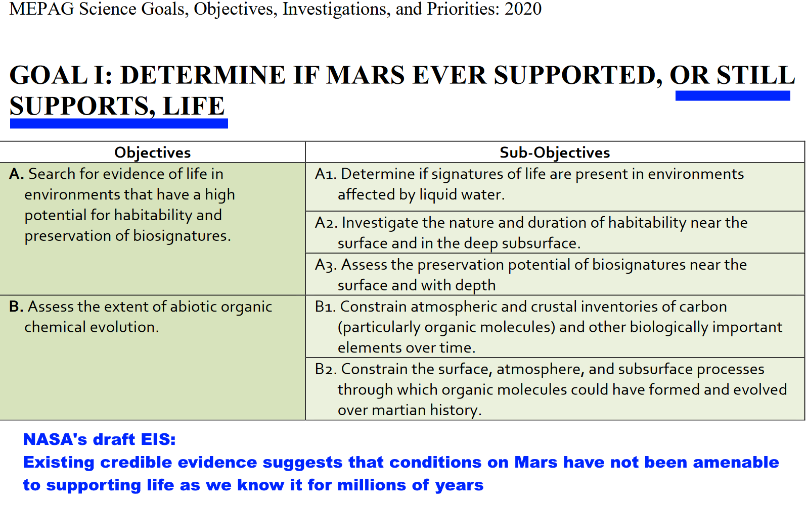 MEPAG Science Goals, Objectives, Investigations, and Priorities: 2020
GOAL I: DETERMINE IF MARS EVER SUPPORTED, OR STILL
SUPPORTS, LIFE
Objectives
Sub-Objectives
A. Search for evidence of life in
environments that have a high
potential for habitability and
preservation of biosignatures.
A1. Determine if signatures of life are present in environments
affected by liquid water.
A2. Investigate the nature and duration of habitability near the
surface and in the deep subsurface.
A3. Assess the preservation potential of biosignatures near the
surface and with depth
B. Assess the extent of abiotic organic
chemical evolution.
B1. Constrain atmospheric and crustal inventories of carbon
(particularly organic molecules) and other biologically important
elements over time.
B2. Constrain the surface, atmosphere, and subsurface processes
through which organic molecules could have formed and evolved
over martian history.
NASA's draft EIS:
Existing credible evidence suggests that conditions on Mars have not been amenable
to supporting life as we know it for millions of years